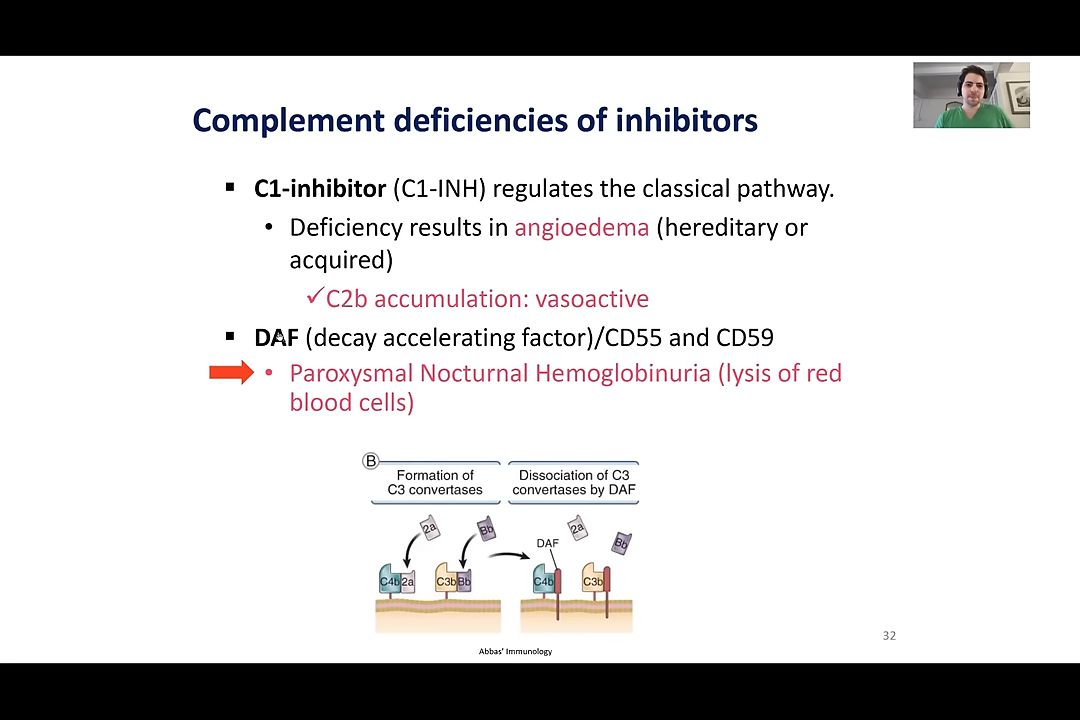 Complement deficiencies of inhibitors
▪ C1-inhibitor (C1-INH) regulates the classical pathway.
• Deficiency results in angioedema (hereditary or
acquired)
✓C2b accumulation: vasoactive
▪ DAF (decay accelerating factor)/CD55 and CD59
• Paroxysmal Nocturnal Hemoglobinuria (lysis of red
blood cells)
B
Formation of
C3 convertases
Dissociation of C3
convertases by DAF
2a
Bb
2a
Bb
DAF
C4b 2a
C3b Bb
C4b
C3b
32
Abbas' Immunology